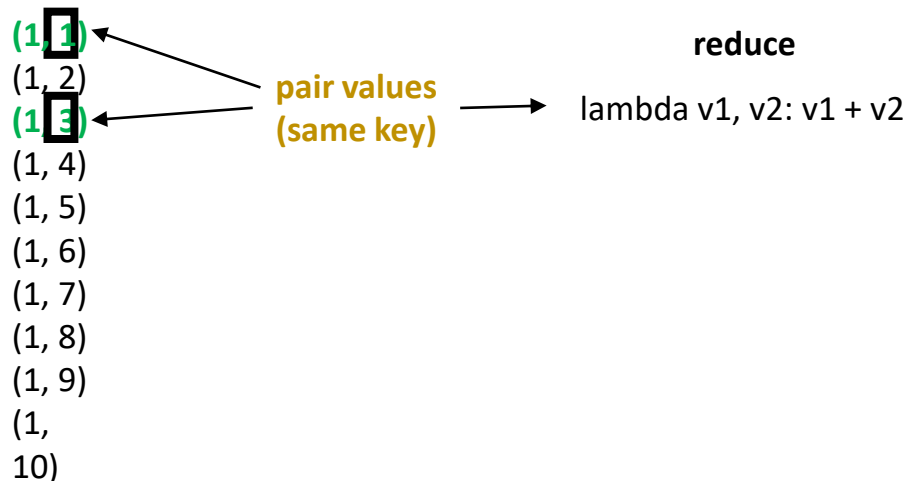 (1, 1)
(1, 2)
(1, 3)
(1, 4)
(1, 5)
(1, 6)
(1, 7)
(1, 8)
(1, 9)
(1,
10)
pair values
(same key)
reduce
lambda v1, v2: v1 + v2